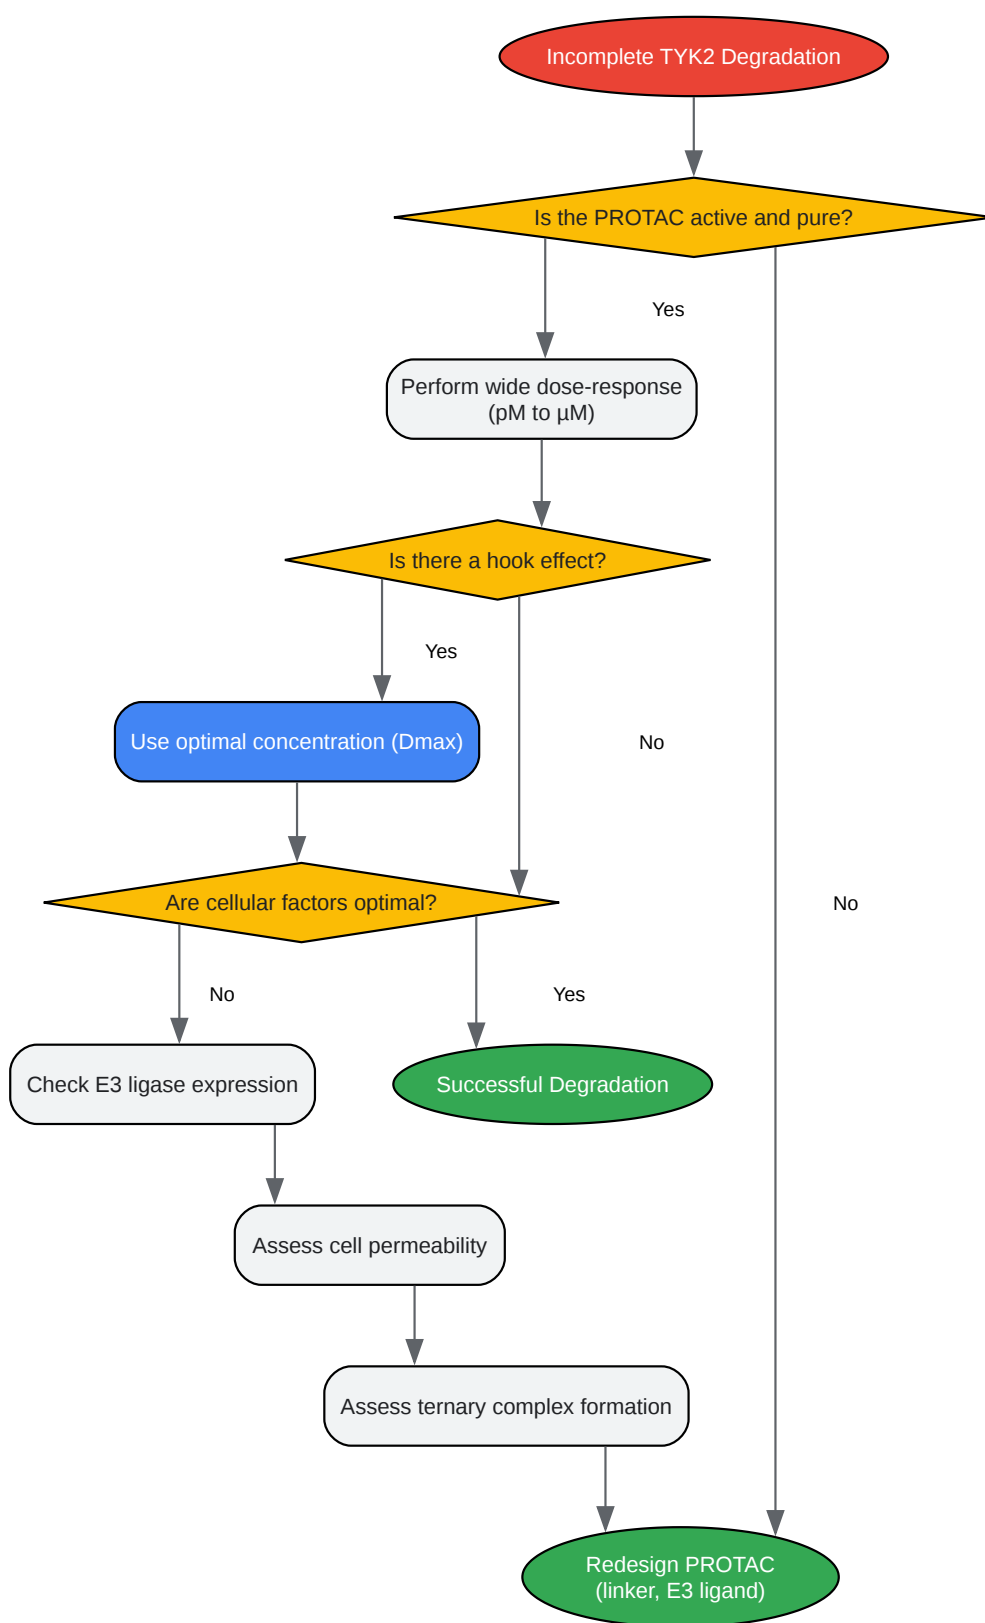 Incomplete TYK2 Degradation
Is the PROTAC active and pure?
Yes
Perform wide dose-response
(pM to µM)
Is there a hook effect?
Yes
Use optimal concentration (Dmax)
No
Are cellular factors optimal?
No
No
Yes
Check E3 ligase expression
Successful Degradation
Assess cell permeability
Assess ternary complex formation
Redesign PROTAC
(linker, E3 ligand)